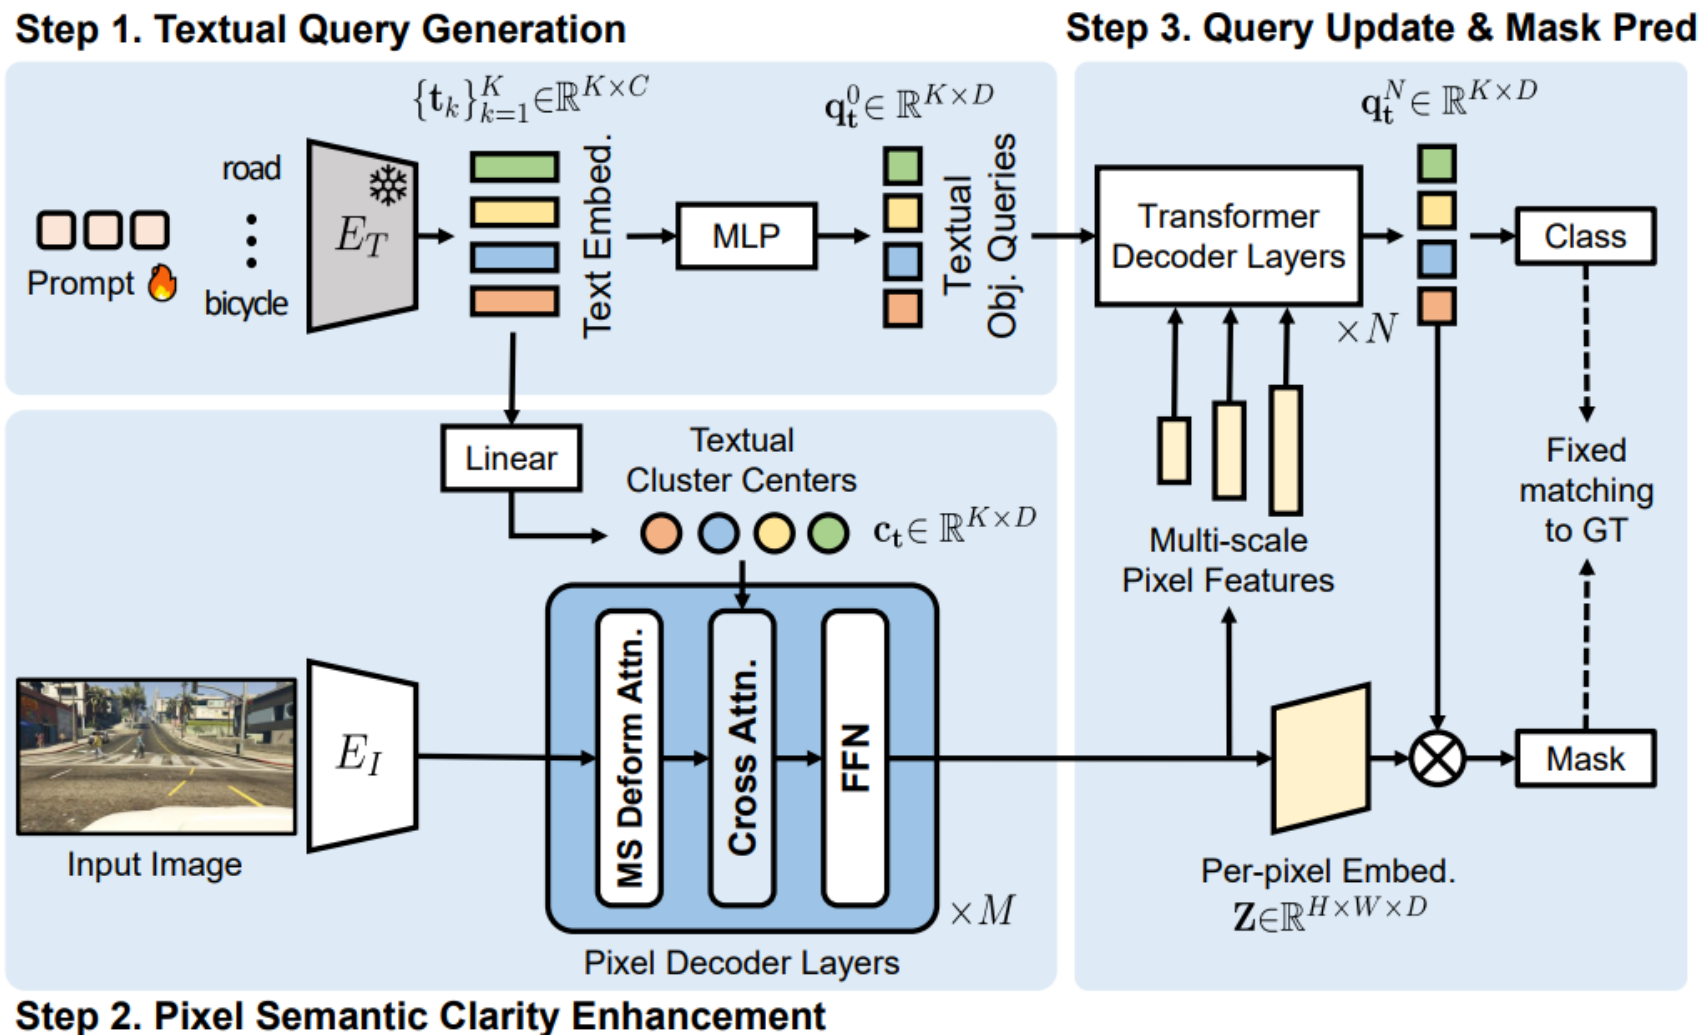 Step 1. Textual Query Generation
{t_k}_{k=1}^K ∈ ℝ^{K×C}
q_t^0 ∈ ℝ^{K×D}
road
bicycle
Prompt
E_T
Text Embed.
MLP
Textual
Obj. Queries
Linear
Textual
Cluster Centers
c_t ∈ ℝ^{K×D}
Input Image
E_I
MS Deform Attn.
Cross Attn.
FFN
×M
Pixel Decoder Layers
Step 2. Pixel Semantic Clarity Enhancement
Step 3. Query Update & Mask Pred
q_t^N ∈ ℝ^{K×D}
Transformer
Decoder Layers
×N
Class
Multi-scale
Pixel Features
Fixed
matching
to GT
Mask
Per-pixel Embed.
Z∈ℝ^{H×W×D}